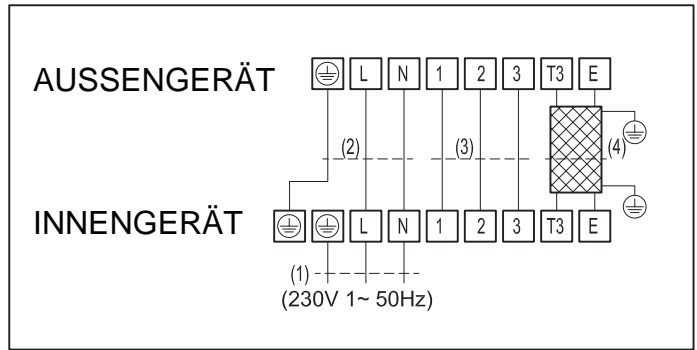 AUSSENGERÄT L N 1 2 3 T3 E
(2) (3) (4)
INNENGERÄT L N 1 2 3 T3 E
(1)
(230V 1~ 50Hz)